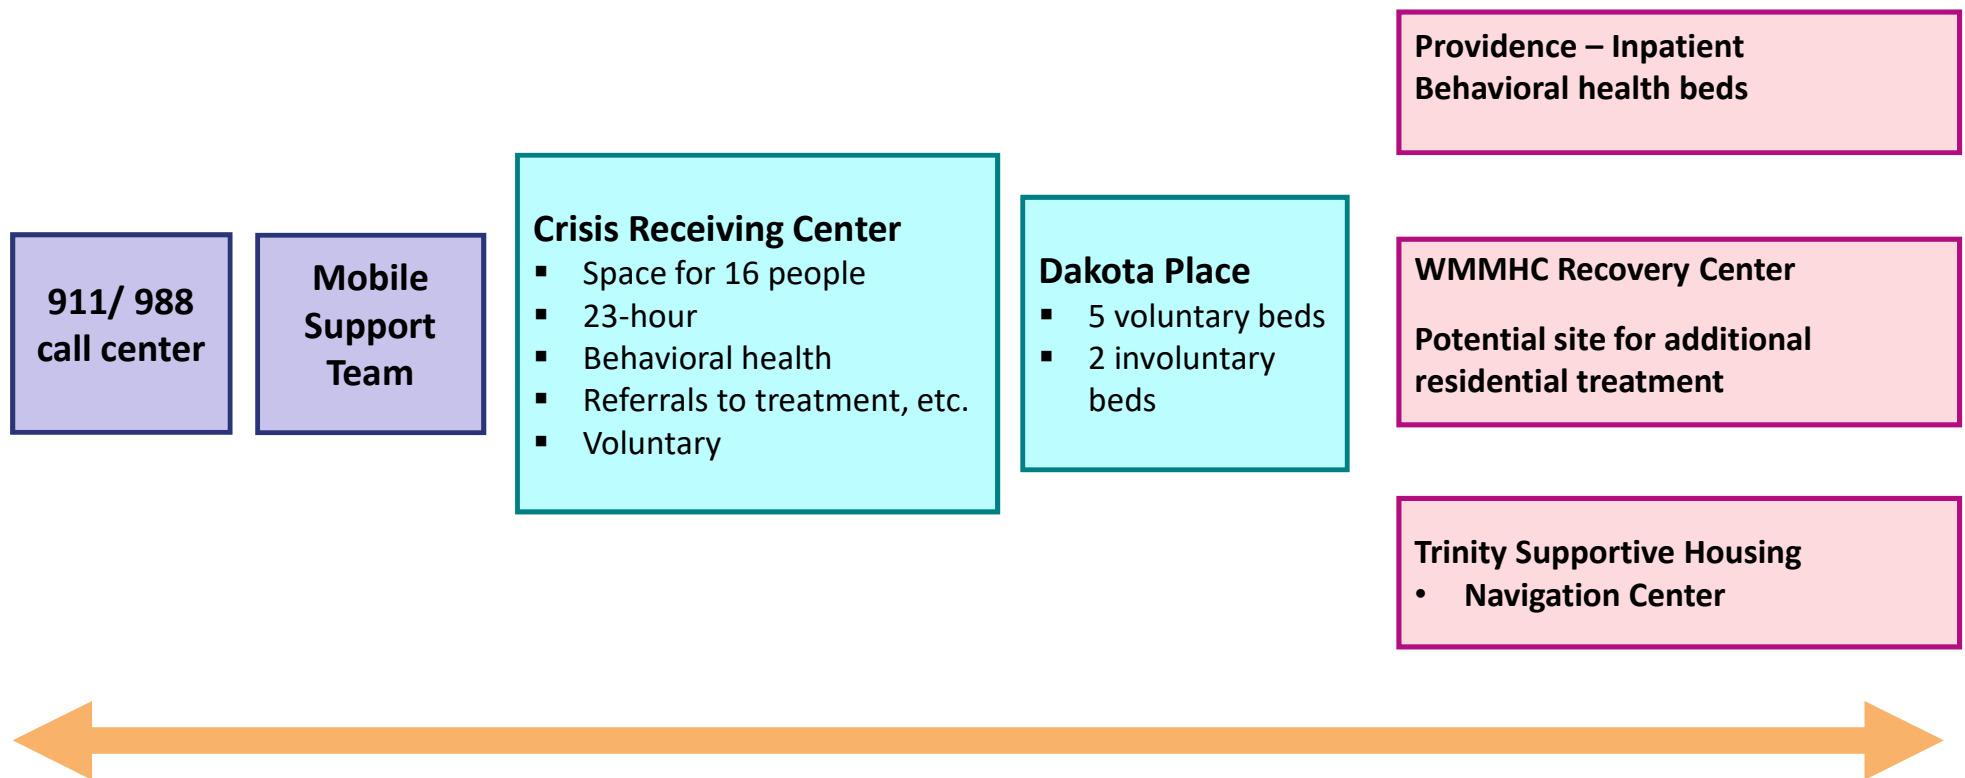 911/ 988
call center
Mobile
Support
Team
Crisis Receiving Center
▪ Space for 16 people
▪ 23-hour
▪ Behavioral health
▪ Referrals to treatment, etc.
▪ Voluntary
Dakota Place
▪ 5 voluntary beds
▪ 2 involuntary
beds
Providence – Inpatient
Behavioral health beds
WMMHC Recovery Center
Potential site for additional
residential treatment
Trinity Supportive Housing
• Navigation Center